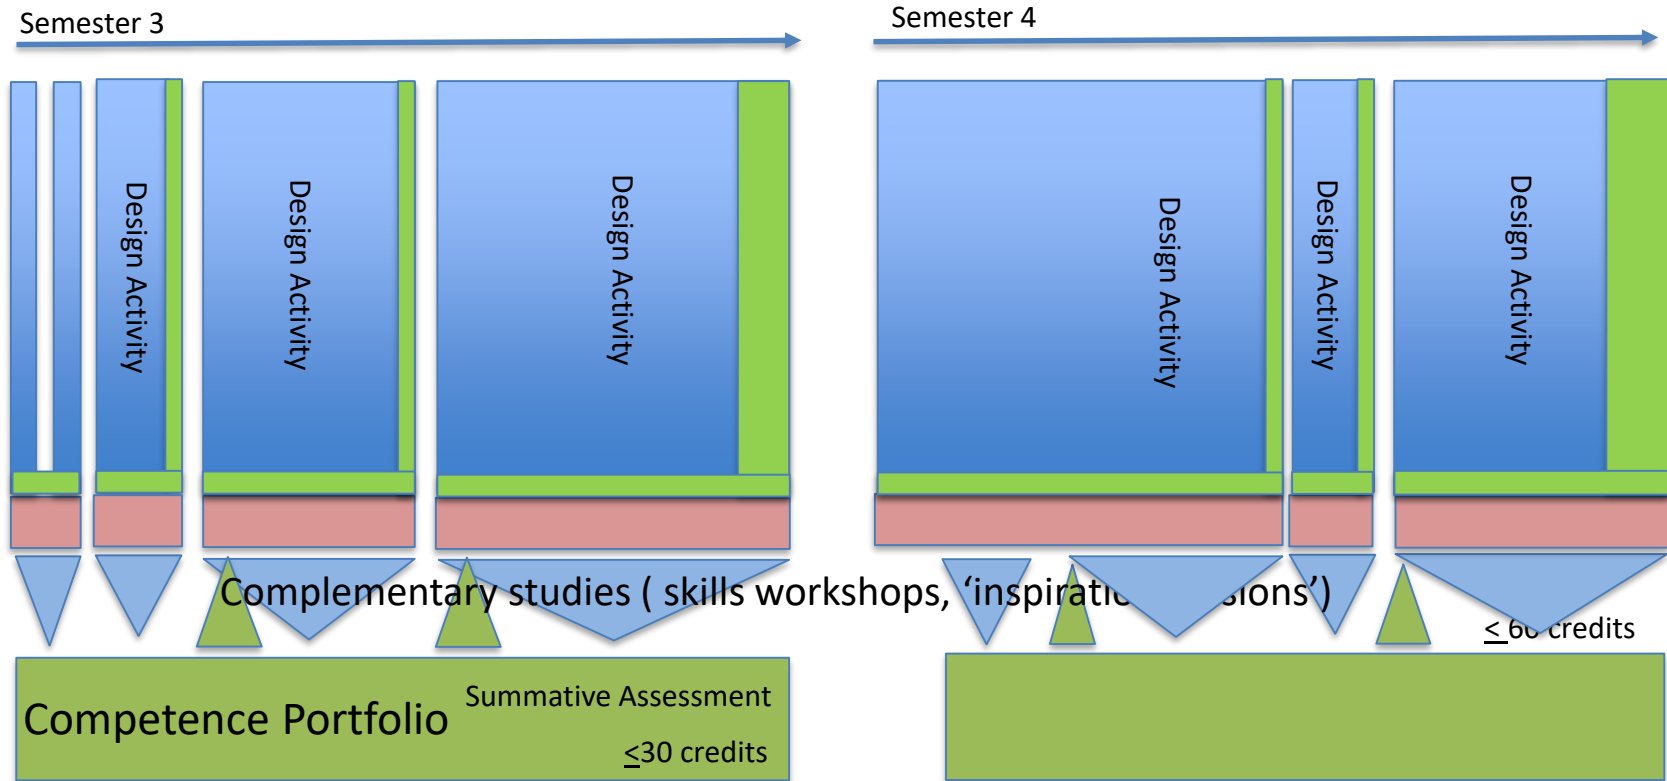 Semester 3
Semester 4
Design Activity
Design Activity
Design Activity
Design Activity
Design Activity
Design Activity
Complementary studies ( skills workshops, ‘inspiratio sions’)
< credits
Competence Portfolio
Summative Assessment
<30 credits